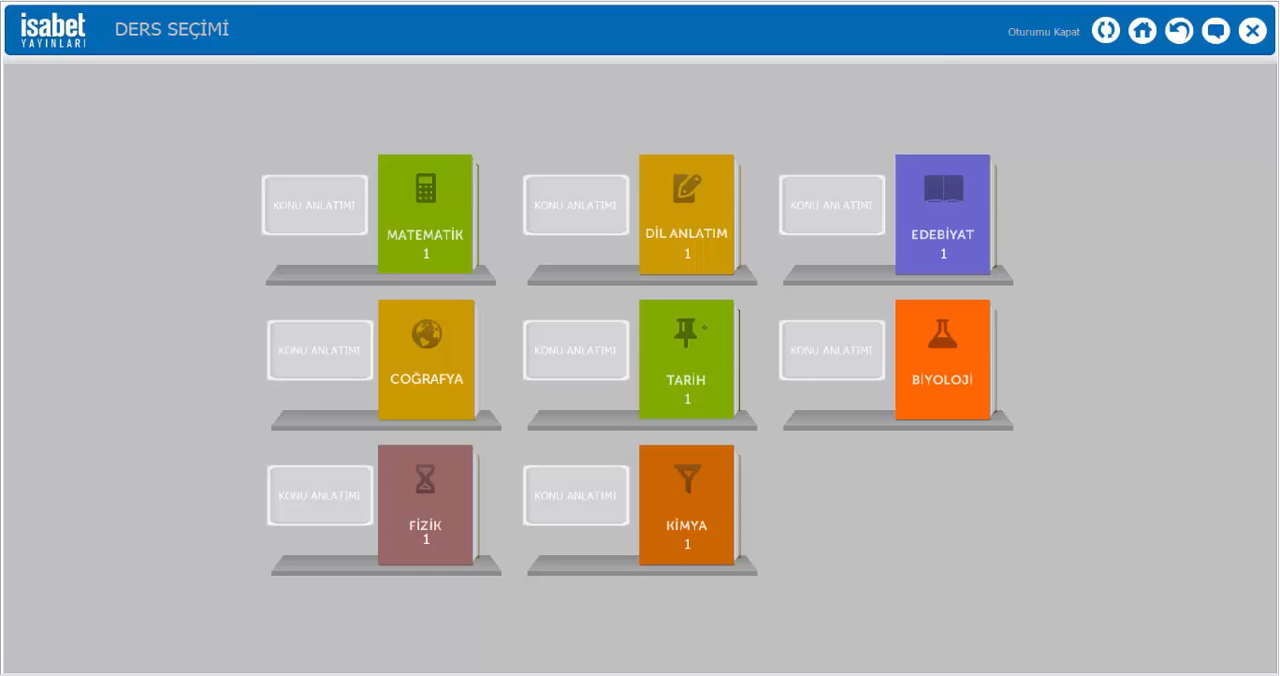 isabet
YAYINLARI
DERS SEÇİMİ
Oturumu Kapat
KONU ANLATIMI
MATEMATİK
1
KONU ANLATIMI
DİL ANLATIM
1
KONU ANLATIMI
EDEBİYAT
1
KONU ANLATIMI
COĞRAFYA
KONU ANLATIMI
TARİH
1
KONU ANLATIMI
BİYOLOJİ
KONU ANLATIMI
FİZİK
1
KONU ANLATIMI
KİMYA
1